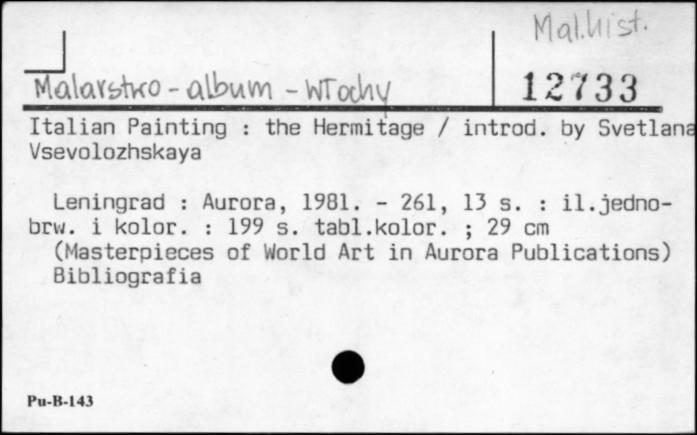 Mal.hist.
Malarstwo - album - Włochy
12733
Italian Painting : the Hermitage / introd. by Svetlana
Vsevolozhskaya
Leningrad : Aurora, 1981. - 261, 13 s. : il.jedno-
brw. i kolor. : 199 s. tabl.kolor. ; 29 cm
(Masterpieces of World Art in Aurora Publications)
Bibliografia
Pu-B-143